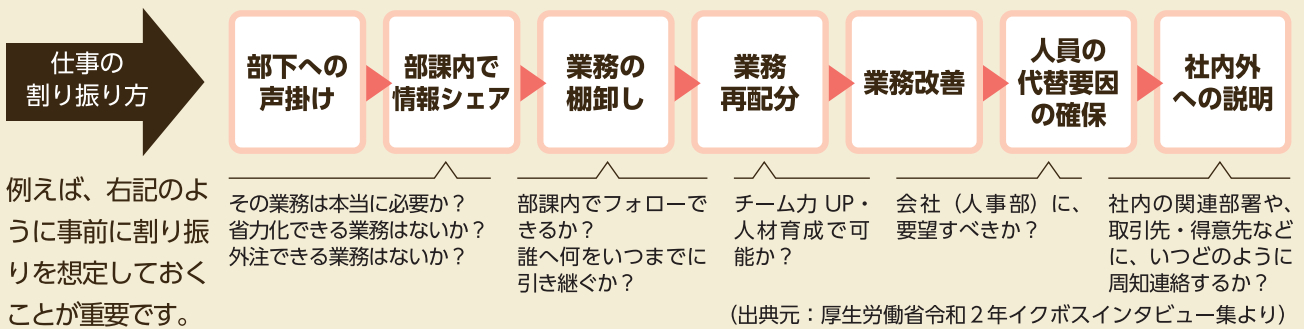 仕事の
割り振り方
部下への
声掛け
部課内で
情報シェア
業務の
棚卸し
業務
再配分
業務改善
人員の
代替要因
の確保
社内外
への説明
例えば、右記のよ
うに事前に割り振
りを想定しておく
ことが重要です。
その業務は本当に必要か?
省力化できる業務はないか?
外注できる業務はないか?
部課内でフォローで
きるか?
誰へ何をいつまでに
引き継ぐか?
チーム力 UP・
人材育成で可
能か?
会社（人事部）に、
要望すべきか?
社内の関連部署や、
取引先・得意先など
に、いつどのように
周知連絡するか?
（出典元：厚生労働省令和２年イクボスインタビュー集より）